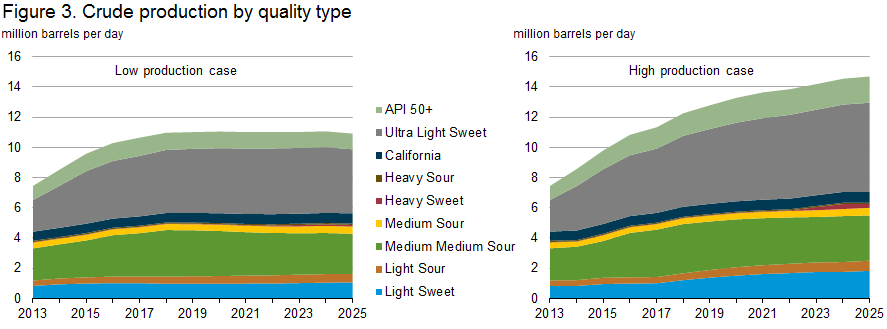 Figure 3. Crude production by quality type
million barrels per day
million barrels per day
Low production case
High production case
16
14
12
10
8
6
4
2
0
2013
2015
2017
2019
2021
2023
2025
API 50+
Ultra Light Sweet
California
Heavy Sour
Heavy Sweet
Medium Sour
Medium Medium Sour
Light Sour
Light Sweet
16
14
12
10
8
6
4
2
0
2013
2015
2017
2019
2021
2023
2025